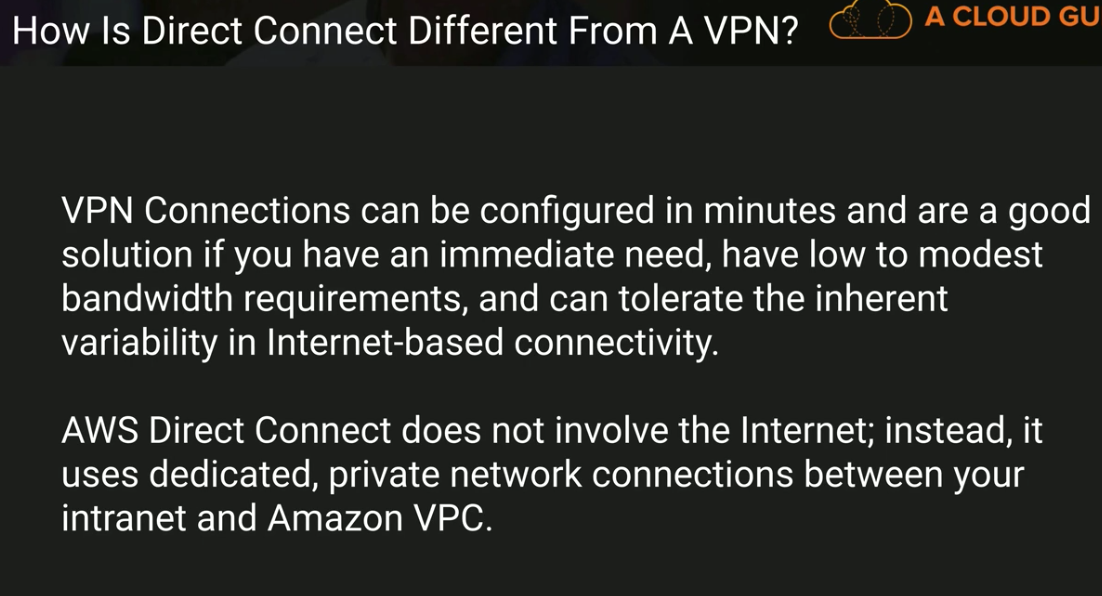 How Is Direct Connect Different From A VPN?
A CLOUD GU
VPN Connections can be configured in minutes and are a good
solution if you have an immediate need, have low to modest
bandwidth requirements, and can tolerate the inherent
variability in Internet-based connectivity.
AWS Direct Connect does not involve the Internet; instead, it
uses dedicated, private network connections between your
intranet and Amazon VPC.